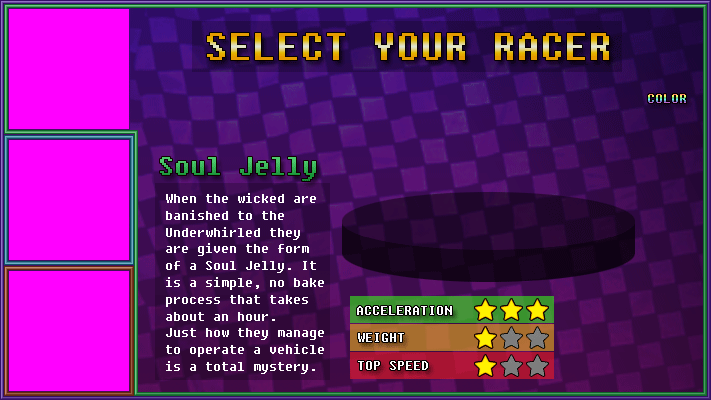 SELECT YOUR RACER
COLOR
Soul Jelly
When the wicked are
banished to the
Underwhirled they
are given the form
of a Soul Jelly. It
is a simple, no bake
process that takes
about an hour.
Just how they manage
to operate a vehicle
is a total mystery.
ACCELERATION
WEIGHT
TOP SPEED